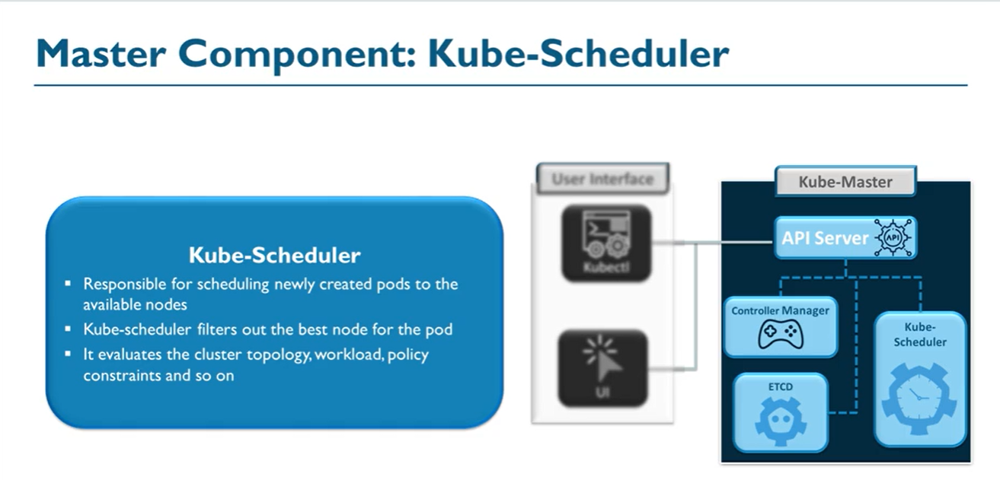 Master Component: Kube-Scheduler
Kube-Scheduler
▪ Responsible for scheduling newly created pods to the
available nodes
▪ Kube-scheduler filters out the best node for the pod
▪ It evaluates the cluster topology, workload, policy
constraints and so on
User Interface
Kubectl
UI
Kube-Master
API Server
API
Controller Manager
Kube-
Scheduler
ETCD